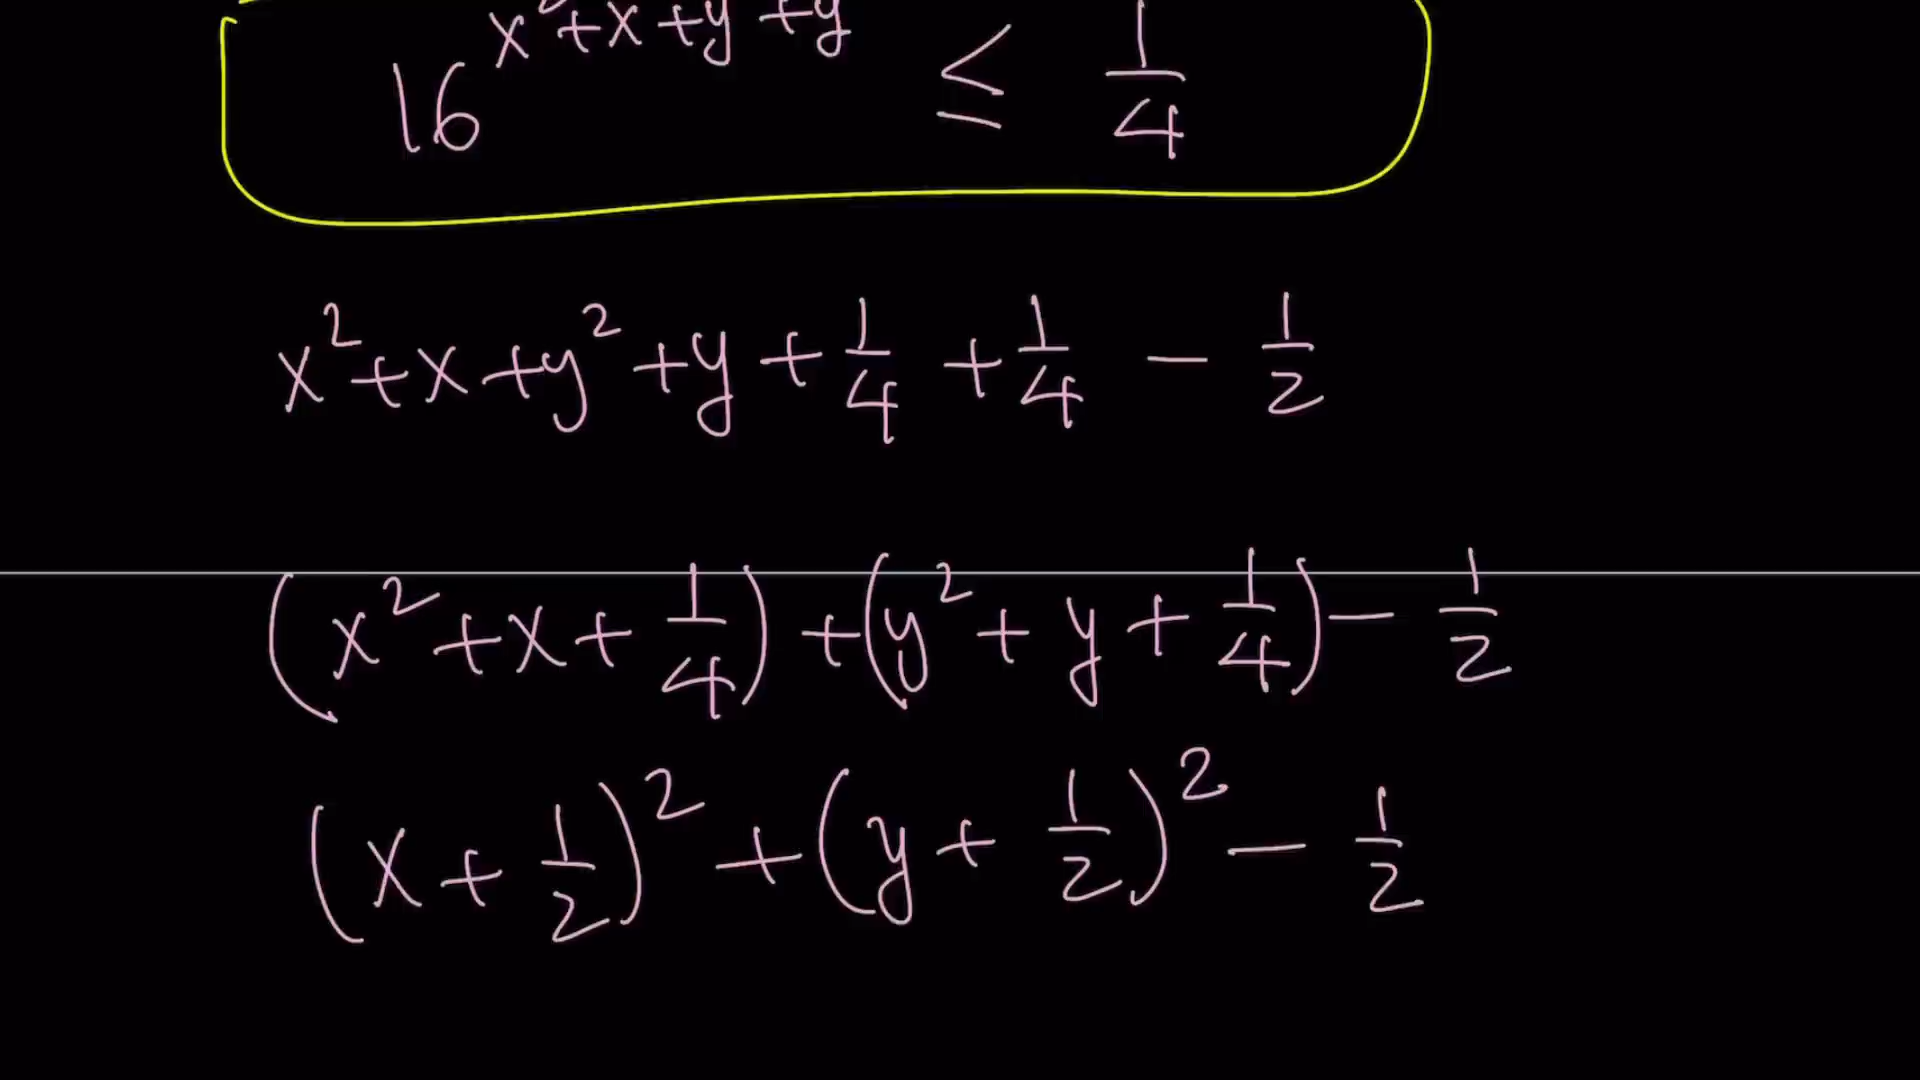 16^(x²+x+y+y) ≤ 1/4
x² + x + y² + y + 1/4 + 1/4 − 1/2
(x² + x + 1/4) + (y² + y + 1/4) − 1/2
(x + 1/2)² + (y + 1/2)² − 1/2